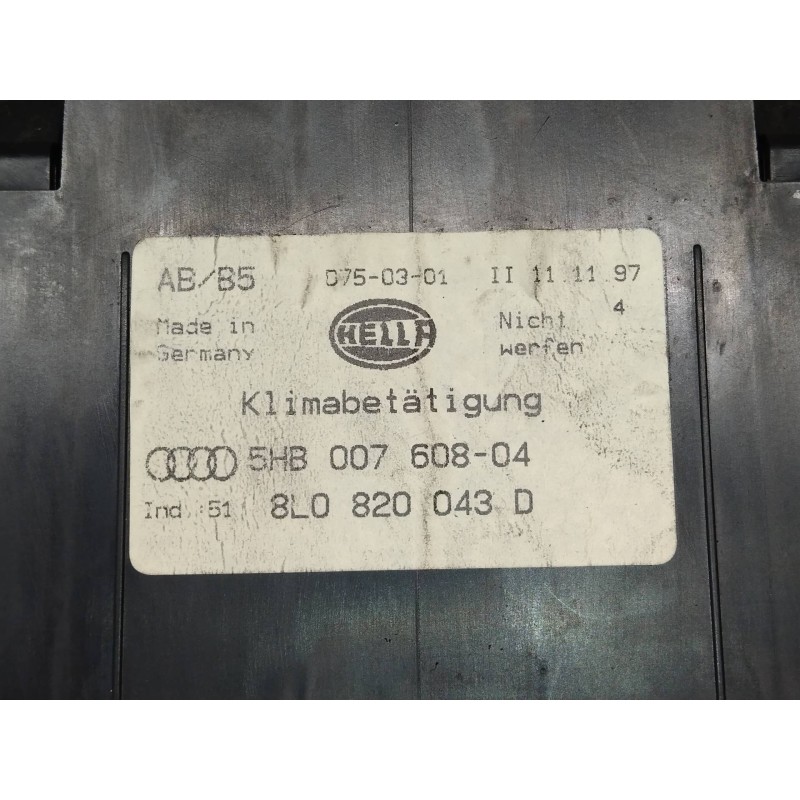 AB/B5 075-03-01 II 11 11 97
4
Made in Germany
HELLA
Nicht werfen
Klimabetätigung
5HB 007 608-04
Ind :51 8L0 820 043 D